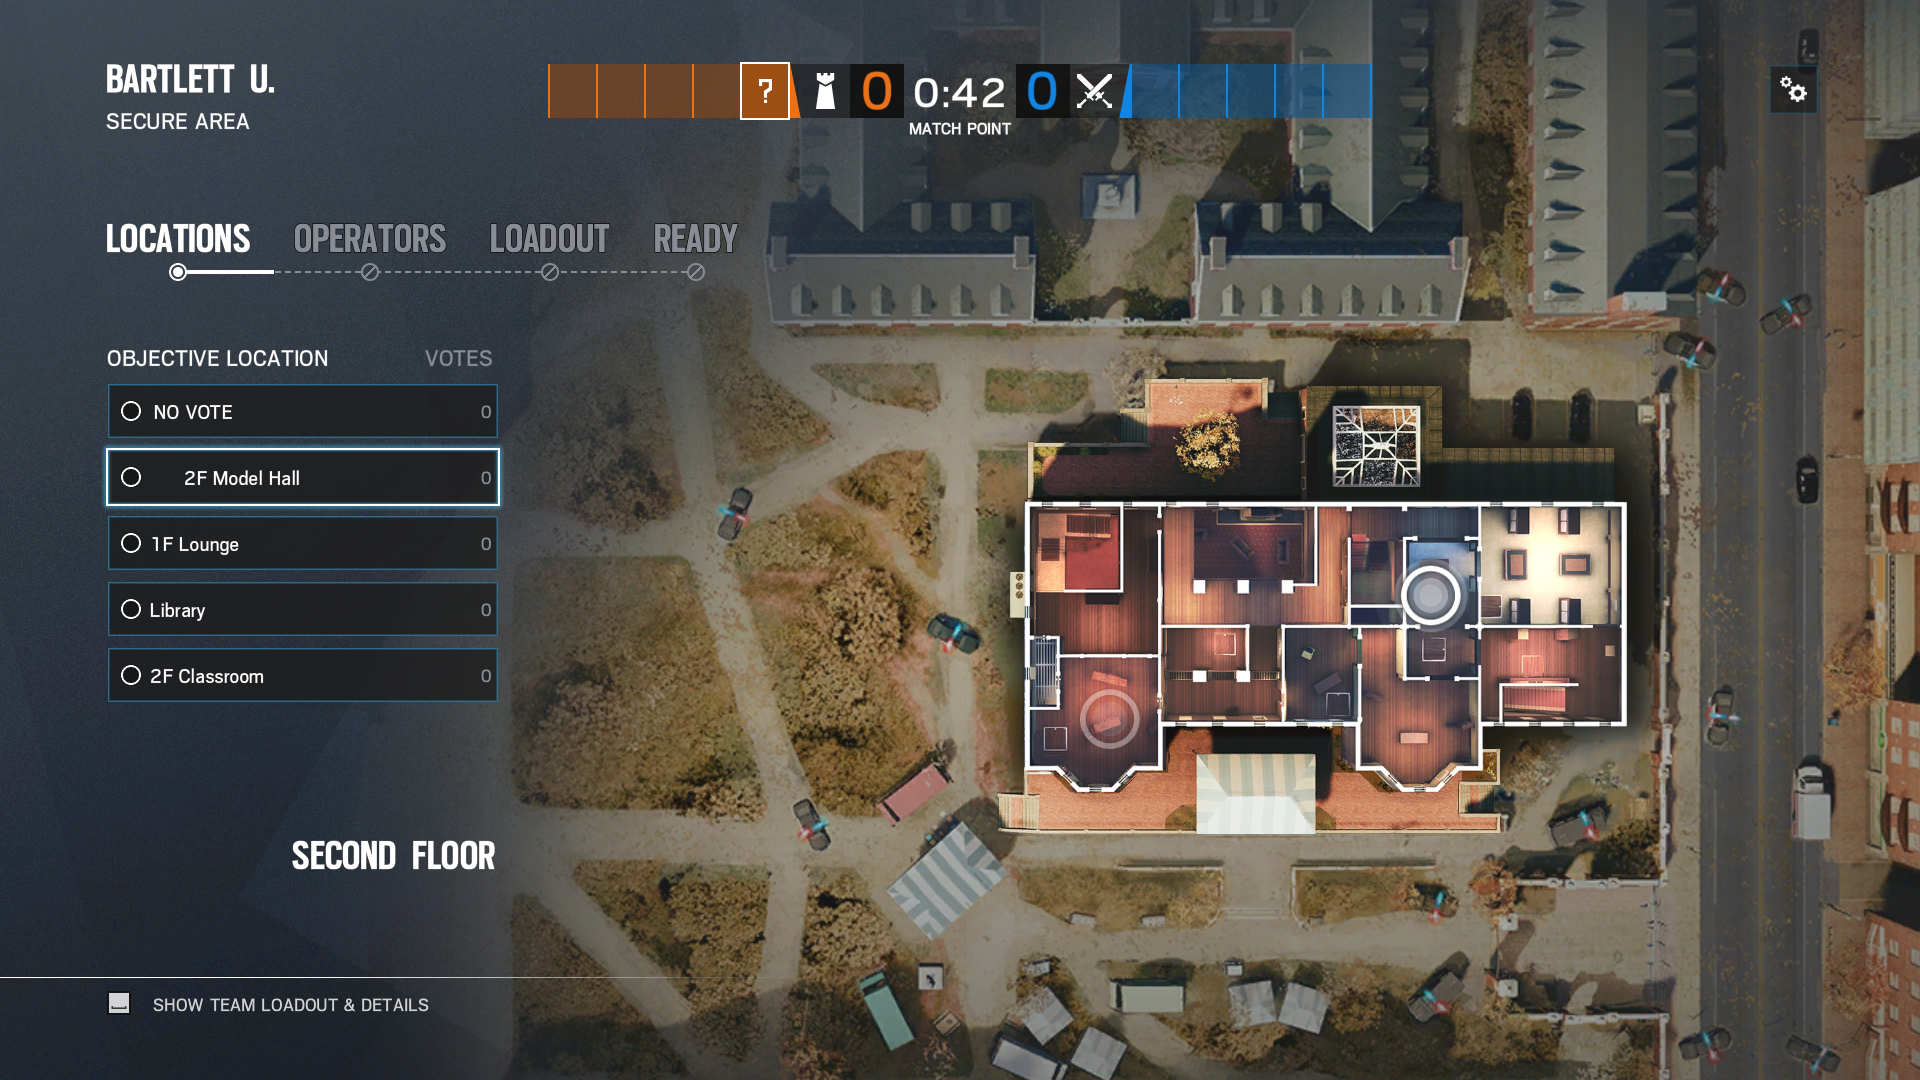 BARTLETT U.
SECURE AREA
?
0
0:42
0
MATCH POINT
LOCATIONS
OPERATORS
LOADOUT
READY
OBJECTIVE LOCATION
VOTES
NO VOTE 0
2F Model Hall 0
1F Lounge 0
Library 0
2F Classroom 0
SECOND FLOOR
SHOW TEAM LOADOUT & DETAILS